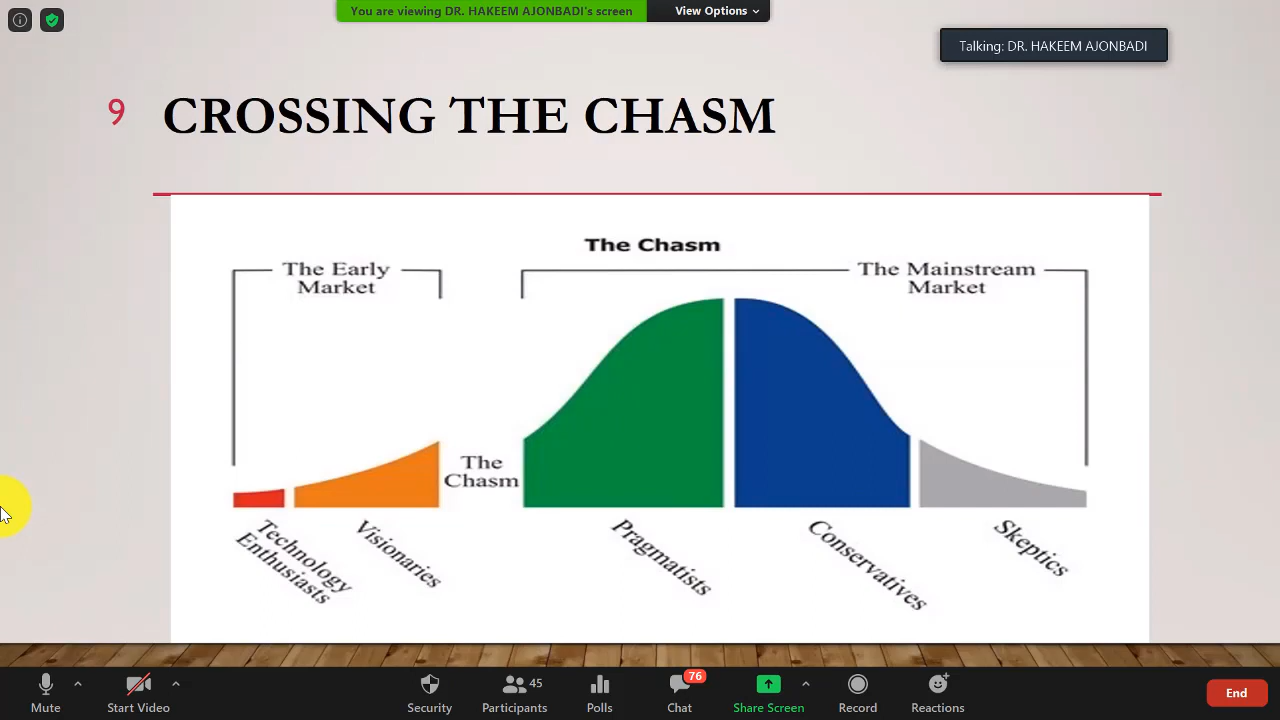 You are viewing DR. HAKEEM AJONBADI's screen
View Options
Talking: DR. HAKEEM AJONBADI
9
CROSSING THE CHASM
The Chasm
The Early
Market
The Mainstream
Market
The
Chasm
Technology
Enthusiasts
Visionaries
Pragmatists
Conservatives
Skeptics
Mute
Start Video
Security
45
Participants
Polls
76
Chat
Share Screen
Record
Reactions
End